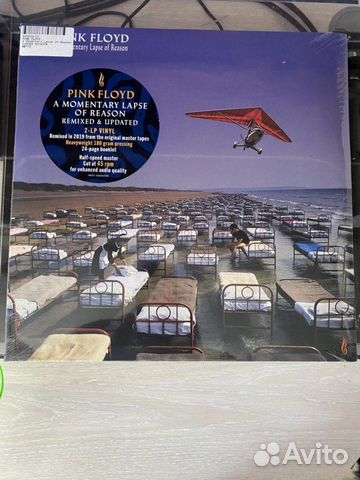 NK FLOYD
mentary Lapse of Reason
PINK FLOYD
A MOMENTARY LAPSE
OF REASON
REMIXED & UPDATED
2-LP VINYL
Remixed in 2019 from the original master tapes
Heavyweight 180 gram pressing
24-page booklet
Half-speed master
Cut at 45 rpm
for enhanced audio quality
Avito